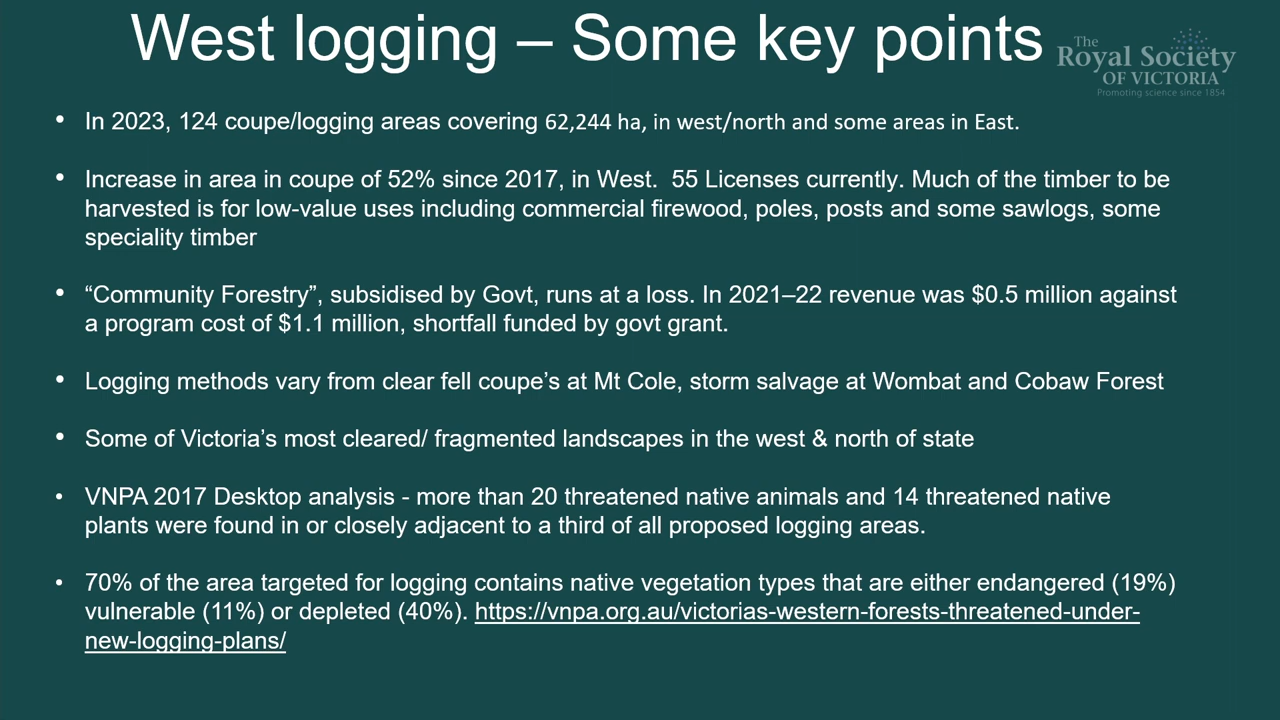 West logging – Some key points
The
Royal Society
OF VICTORIA
Promoting science since 1854
• In 2023, 124 coupe/logging areas covering 62,244 ha, in west/north and some areas in East.
• Increase in area in coupe of 52% since 2017, in West.  55 Licenses currently. Much of the timber to be
harvested is for low-value uses including commercial firewood, poles, posts and some sawlogs, some
speciality timber
• “Community Forestry”, subsidised by Govt, runs at a loss. In 2021–22 revenue was $0.5 million against
a program cost of $1.1 million, shortfall funded by govt grant.
• Logging methods vary from clear fell coupe’s at Mt Cole, storm salvage at Wombat and Cobaw Forest
• Some of Victoria’s most cleared/ fragmented landscapes in the west & north of state
• VNPA 2017 Desktop analysis - more than 20 threatened native animals and 14 threatened native
plants were found in or closely adjacent to a third of all proposed logging areas.
• 70% of the area targeted for logging contains native vegetation types that are either endangered (19%)
vulnerable (11%) or depleted (40%). https://vnpa.org.au/victorias-western-forests-threatened-under-
new-logging-plans/